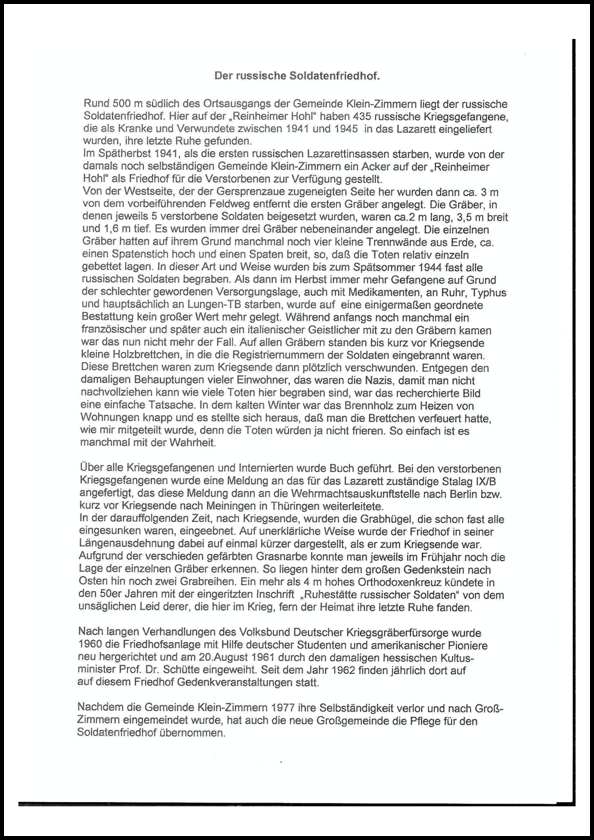 Der russische Soldatenfriedhof.
Rund 500 m südlich des Ortsausgangs der Gemeinde Klein-Zimmern liegt der russische
Soldatenfriedhof. Hier auf der „Reinheimer Hohl“ haben 435 russische Kriegsgefangene,
die als Kranke und Verwundete zwischen 1941 und 1945 in das Lazarett eingeliefert
wurden, ihre letzte Ruhe gefunden.
Im Spätherbst 1941, als die ersten russischen Lazarettinsassen starben, wurde von der
damals noch selbständigen Gemeinde Klein-Zimmern ein Acker auf der „Reinheimer
Hohl“ als Friedhof für die Verstorbenen zur Verfügung gestellt.
Von der Westseite, der der Gersprenzaue zugeneigten Seite her wurden dann ca. 3 m
von dem vorbeiführenden Feldweg entfernt die ersten Gräber angelegt. Die Gräber, in
denen jeweils 5 verstorbene Soldaten beigesetzt wurden, waren ca.2 m lang, 3,5 m breit
und 1,6 m tief. Es wurden immer drei Gräber nebeneinander angelegt. Die einzelnen
Gräber hatten auf ihrem Grund manchmal noch vier kleine Trennwände aus Erde, ca.
einen Spatenstich hoch und einen Spaten breit, so, daß die Toten relativ einzeln
gebettet lagen. In dieser Art und Weise wurden bis zum Spätsommer 1944 fast alle
russischen Soldaten begraben. Als dann im Herbst immer mehr Gefangene auf Grund
der schlechter gewordenen Versorgungslage, auch mit Medikamenten, an Ruhr, Typhus
und hauptsächlich an Lungen-TB starben, wurde auf eine einigermaßen geordnete
Bestattung kein großer Wert mehr gelegt. Während anfangs noch manchmal ein
französischer und später auch ein italienischer Geistlicher mit zu den Gräbern kamen
war das nun nicht mehr der Fall. Auf allen Gräbern standen bis kurz vor Kriegsende
kleine Holzbrettchen, in die die Registriernummern der Soldaten eingebrannt waren.
Diese Brettchen waren zum Kriegsende dann plötzlich verschwunden. Entgegen den
damaligen Behauptungen vieler Einwohner, das waren die Nazis, damit man nicht
nachvollziehen kann wie viele Toten hier begraben sind, war das recherchierte Bild
eine einfache Tatsache. In dem kalten Winter war das Brennholz zum Heizen von
Wohnungen knapp und es stellte sich heraus, daß man die Brettchen verfeuert hatte,
wie mir mitgeteilt wurde, denn die Toten würden ja nicht frieren. So einfach ist es
manchmal mit der Wahrheit.
Über alle Kriegsgefangenen und Internierten wurde Buch geführt. Bei den verstorbenen
Kriegsgefangenen wurde eine Meldung an das für das Lazarett zuständige Stalag IX/B
angefertigt, das diese Meldung dann an die Wehrmachtsauskunftstelle nach Berlin bzw.
kurz vor Kriegsende nach Meiningen in Thüringen weiterleitete.
In der darauffolgenden Zeit, nach Kriegsende, wurden die Grabhügel, die schon fast alle
eingesunken waren, eingeebnet. Auf unerklärliche Weise wurde der Friedhof in seiner
Längenausdehnung dabei auf einmal kürzer dargestellt, als er zum Kriegsende war.
Aufgrund der verschieden gefärbten Grasnarbe konnte man jeweils im Frühjahr noch die
Lage der einzelnen Gräber erkennen. So liegen hinter dem großen Gedenkstein nach
Osten hin noch zwei Grabreihen. Ein mehr als 4 m hohes Orthodoxenkreuz kündete in
den 50er Jahren mit der eingeritzten Inschrift „Ruhestätte russischer Soldaten“ von dem
unsäglichen Leid derer, die hier im Krieg, fern der Heimat ihre letzte Ruhe fanden.
Nach langen Verhandlungen des Volksbund Deutscher Kriegsgräberfürsorge wurde
1960 die Friedhofsanlage mit Hilfe deutscher Studenten und amerikanischer Pioniere
neu hergerichtet und am 20.August 1961 durch den damaligen hessischen Kultus-
minister Prof. Dr. Schütte eingeweiht. Seit dem Jahr 1962 finden jährlich dort auf
auf diesem Friedhof Gedenkveranstaltungen statt.
Nachdem die Gemeinde Klein-Zimmern 1977 ihre Selbständigkeit verlor und nach Groß-
Zimmern eingemeindet wurde, hat auch die neue Großgemeinde die Pflege für den
Soldatenfriedhof übernommen.